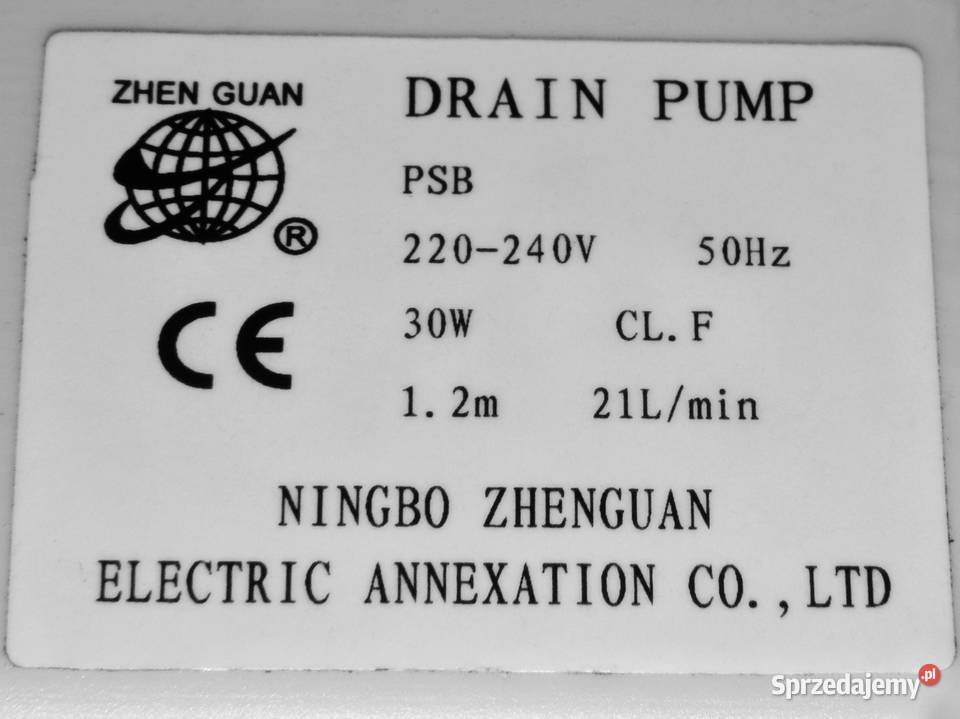 ZHEN GUAN
®
CE
DRAIN PUMP
PSB
220-240V 50Hz
30W CL.F
1.2m 21L/min
NINGBO ZHENGUAN
ELECTRIC ANNEXATION CO.,LTD
Sprzedajemy.pl